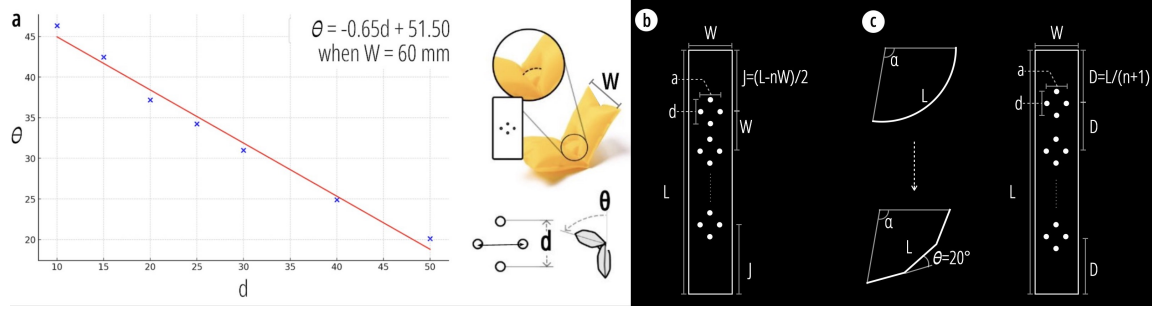 a
θ = -0.65d + 51.50
when W = 60 mm
45
40
35
30
25
20
θ
10
15
20
25
30
35
40
45
50
d
W
θ
d
b
W
a
J=(L-nW)/2
d
W
L
J
c
α
L
α
L
θ=20°
W
a
D=L/(n+1)
d
D
L
D